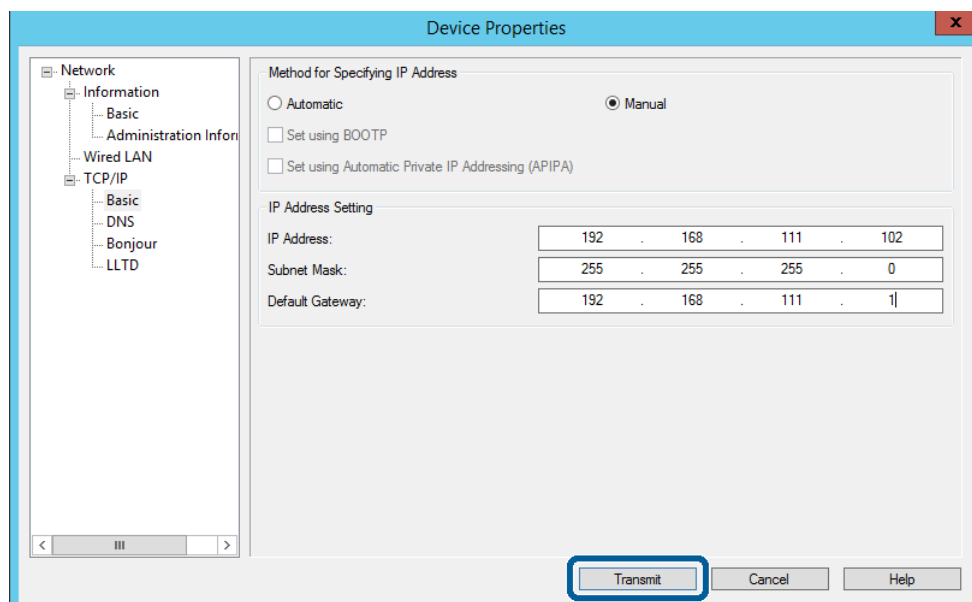 Device Properties
x
Network
Information
Basic
Administration Infor
Wired LAN
TCP/IP
Basic
DNS
Bonjour
LLTD
Method for Specifying IP Address
Automatic Manual
Set using BOOTP
Set using Automatic Private IP Addressing (APIPA)
IP Address Setting
IP Address: 192 . 168 . 111 . 102
Subnet Mask: 255 . 255 . 255 . 0
Default Gateway: 192 . 168 . 111 . 1
Transmit Cancel Help